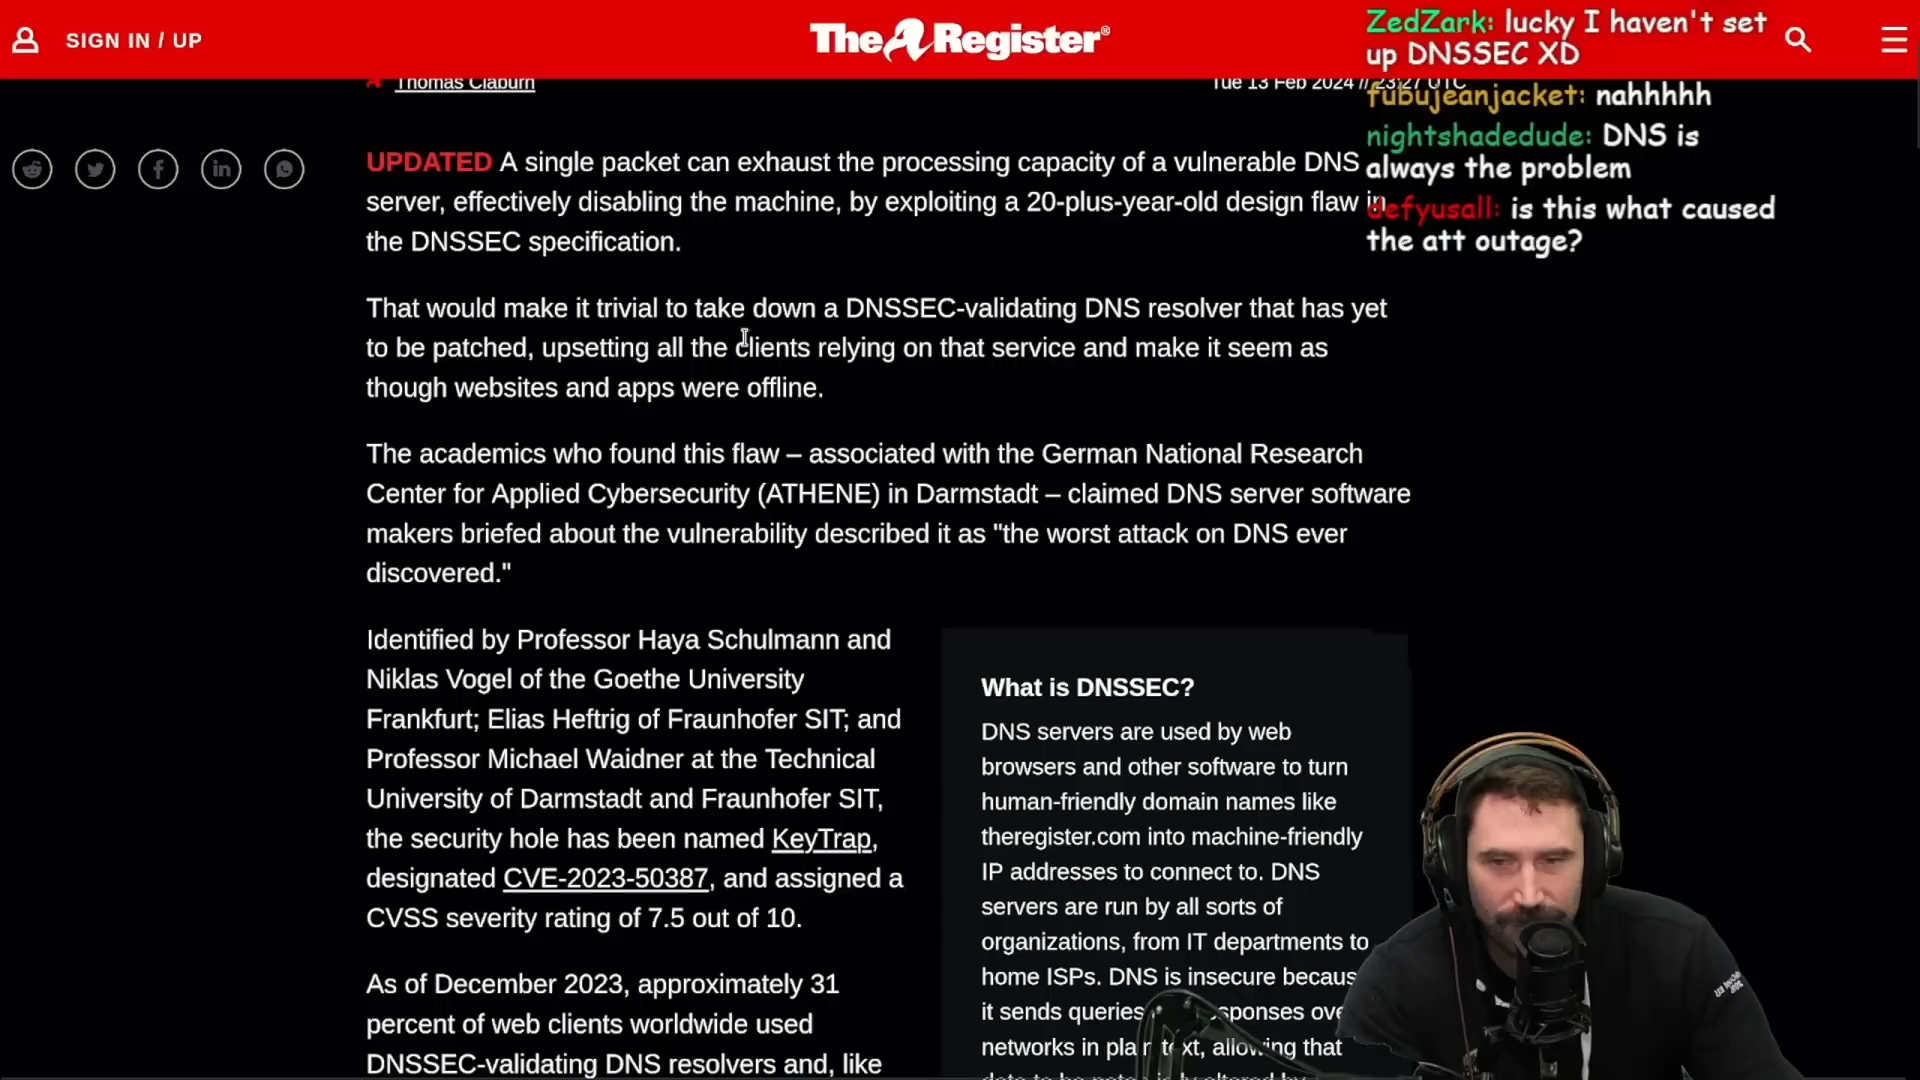 SIGN IN / UP
The Register®
ZedZark: lucky I haven't set
up DNSSEC XD
fubujeanjacket: nahhhhh
nightshadedude: DNS is
always the problem
defyusall: is this what caused
the att outage?
Thomas Claburn
Tue 13 Feb 2024 // 23:27 UTC
UPDATED A single packet can exhaust the processing capacity of a vulnerable DNS
server, effectively disabling the machine, by exploiting a 20-plus-year-old design flaw in
the DNSSEC specification.
That would make it trivial to take down a DNSSEC-validating DNS resolver that has yet
to be patched, upsetting all the clients relying on that service and make it seem as
though websites and apps were offline.
The academics who found this flaw – associated with the German National Research
Center for Applied Cybersecurity (ATHENE) in Darmstadt – claimed DNS server software
makers briefed about the vulnerability described it as "the worst attack on DNS ever
discovered."
Identified by Professor Haya Schulmann and
Niklas Vogel of the Goethe University
Frankfurt; Elias Heftrig of Fraunhofer SIT; and
Professor Michael Waidner at the Technical
University of Darmstadt and Fraunhofer SIT,
the security hole has been named KeyTrap,
designated CVE-2023-50387, and assigned a
CVSS severity rating of 7.5 out of 10.
As of December 2023, approximately 31
percent of web clients worldwide used
DNSSEC-validating DNS resolvers and, like
What is DNSSEC?
DNS servers are used by web
browsers and other software to turn
human-friendly domain names like
theregister.com into machine-friendly
IP addresses to connect to. DNS
servers are run by all sorts of
organizations, from IT departments to
home ISPs. DNS is insecure becaus
it sends queries sponses ove
networks in plain text, allowing that